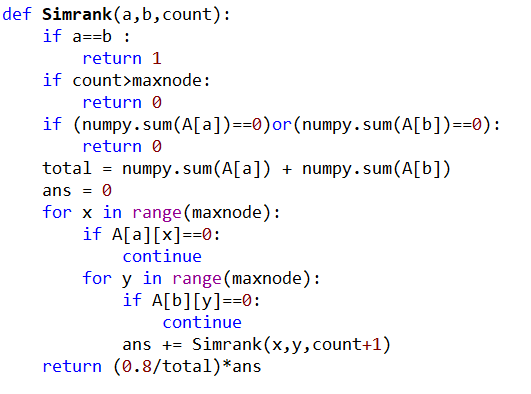 def Simrank(a,b,count):
    if a==b :
        return 1
    if count>maxnode:
        return 0
    if (numpy.sum(A[a])==0)or(numpy.sum(A[b])==0):
        return 0
    total = numpy.sum(A[a]) + numpy.sum(A[b])
    ans = 0
    for x in range(maxnode):
        if A[a][x]==0:
            continue
        for y in range(maxnode):
            if A[b][y]==0:
                continue
            ans += Simrank(x,y,count+1)
    return (0.8/total)*ans